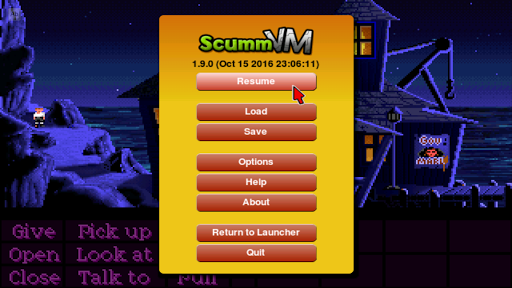 ScummVM
1.9.0 (Oct 15 2016 23:06:11)
Resume
Load
Save
Options
Help
About
Return to Launcher
Quit
Give Pick up
Open Look at
Close Talk to Pull